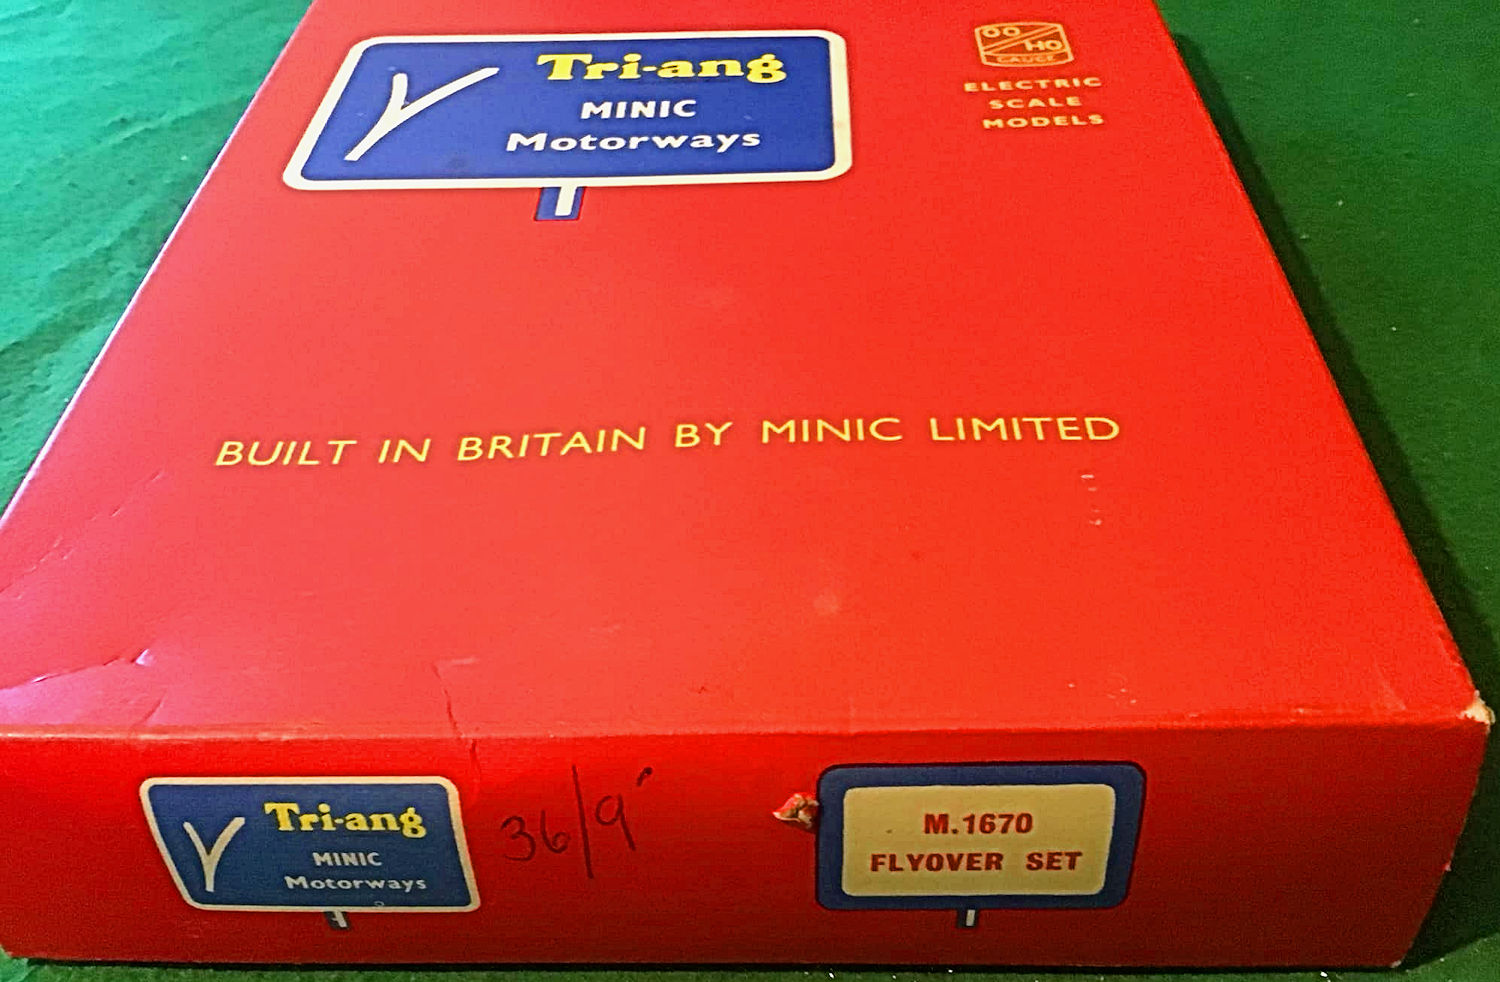 Tri-ang
MINIC
Motorways
OO
HO
GAUGE
ELECTRIC
SCALE
MODELS
BUILT IN BRITAIN BY MINIC LIMITED
Tri-ang
MINIC
Motorways
36/9
M.1670
FLYOVER SET